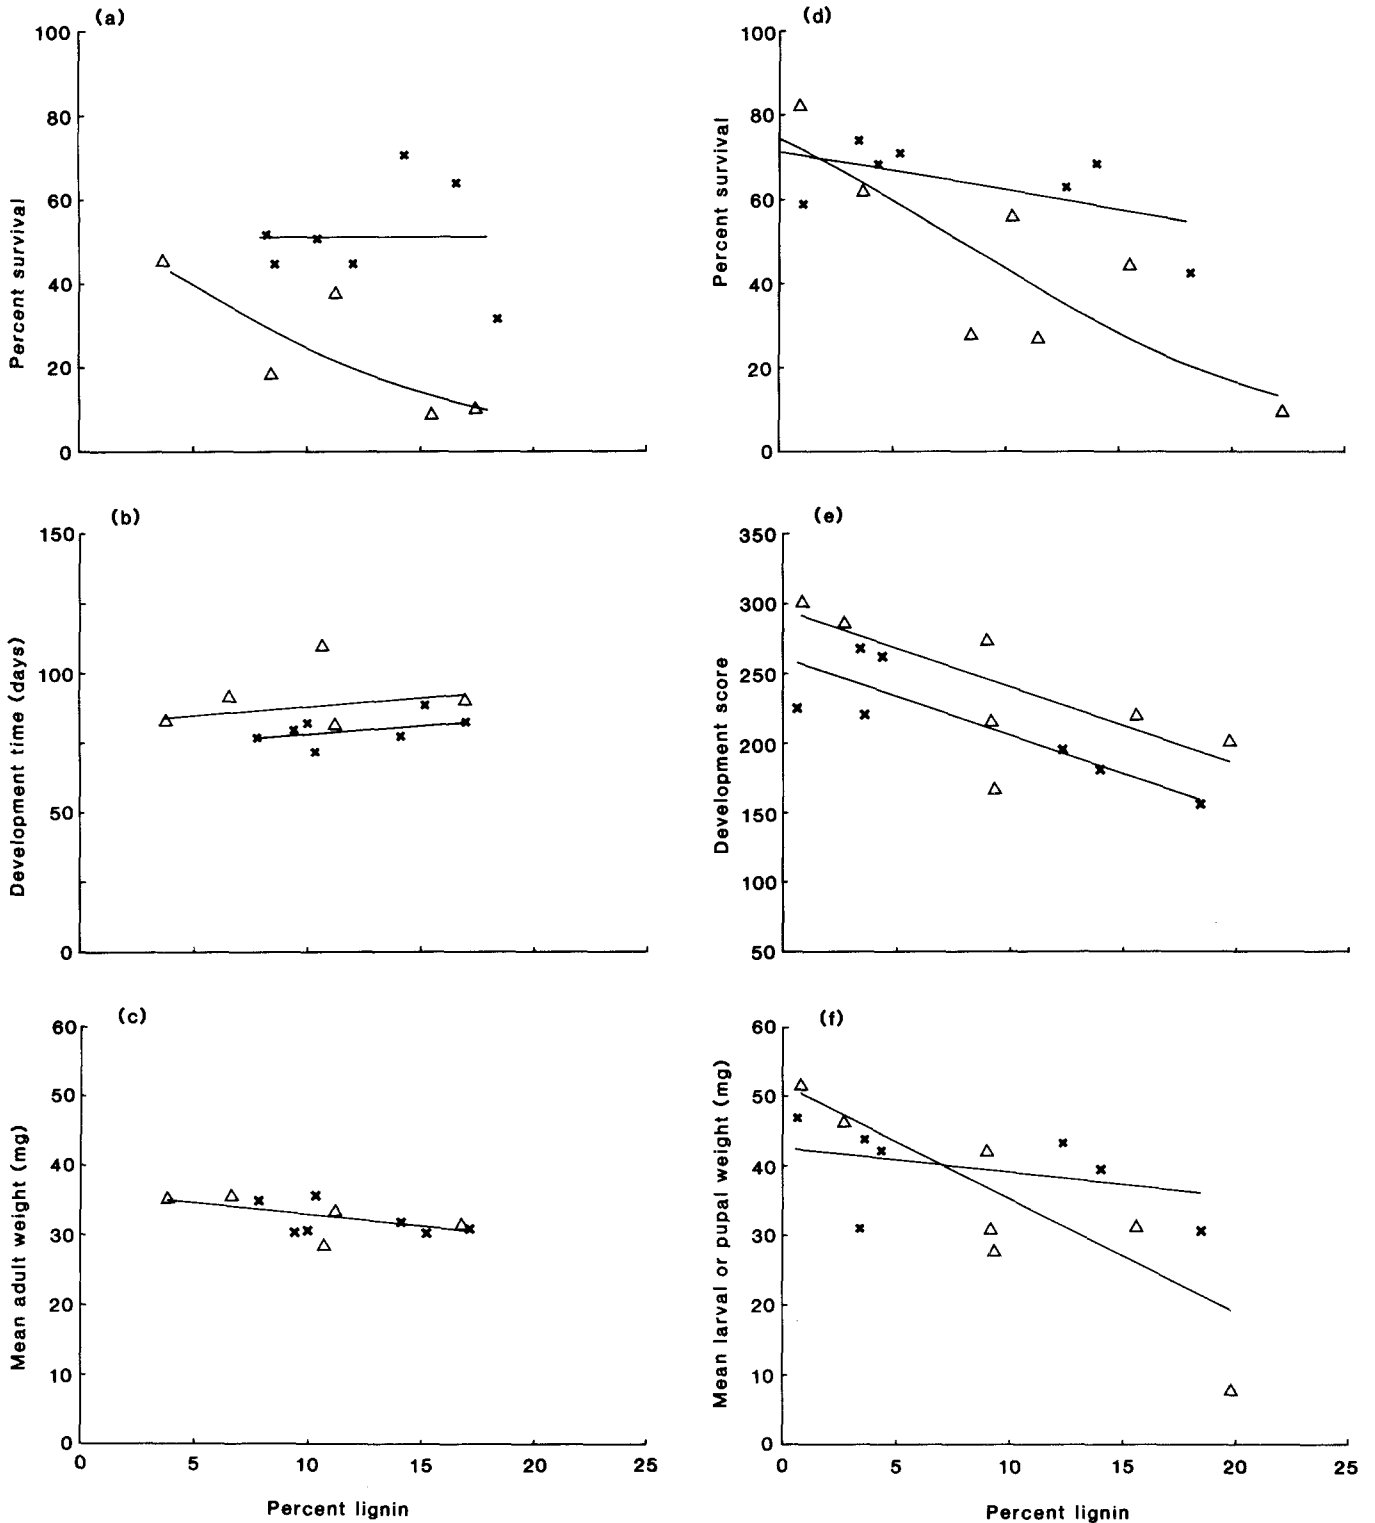 (a)
100
80
60
40
20
0
Percent survival
(b)
150
100
50
0
Development time (days)
(c)
60
50
40
30
20
10
0
Mean adult weight (mg)
0 5 10 15 20 25
Percent lignin
(d)
100
80
60
40
20
0
Percent survival
(e)
350
300
250
200
150
100
50
Development score
(f)
60
50
40
30
20
10
0
Mean larval or pupal weight (mg)
0 5 10 15 20 25
Percent lignin